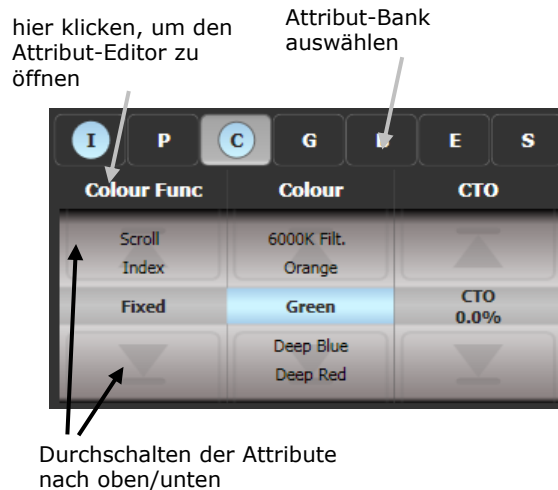 hier klicken, um den
Attribut-Editor zu
öffnen
Attribut-Bank
auswählen
I P C G B E S
Colour Func Colour CTO
Scroll 6000K Filt.
Index Orange
Fixed Green CTO
0.0%
Deep Blue
Deep Red
Durchschalten der Attribute
nach oben/unten